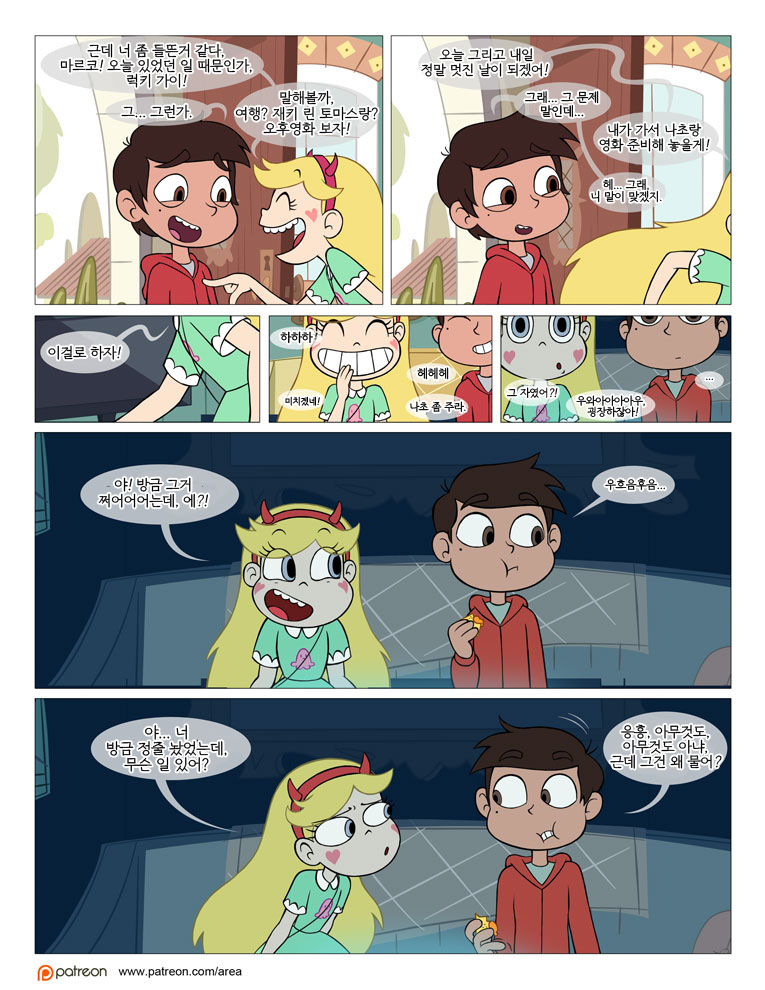 근데 너 좀 들뜬거 같다,
마르코! 오늘 있었던 일 때문인가,
럭키 가이!
그... 그런가.
말해볼까,
여행? 재키 린 토마스랑?
오후영화 보자!
오늘 그리고 내일
정말 멋진 날이 되겠어!
그래... 그 문제
말인데...
내가 가서 나초랑
영화 준비해 놓을게!
헤... 그래,
니 말이 맞겠지.
이걸로 하자!
하하하!
미치겠네!
헤헤헤
나초 좀 주라.
그 자였어?!
우와아아아아우,
굉장하잖아!
...
야! 방금 그거
쩌어어어는데, 에?!
우흐음후음...
야... 너
방금 정줄 놨었는데,
무슨 일 있어?
응흥, 아무것도,
아무것도 아냐,
근데 그건 왜 물어?
patreon www.patreon.com/area